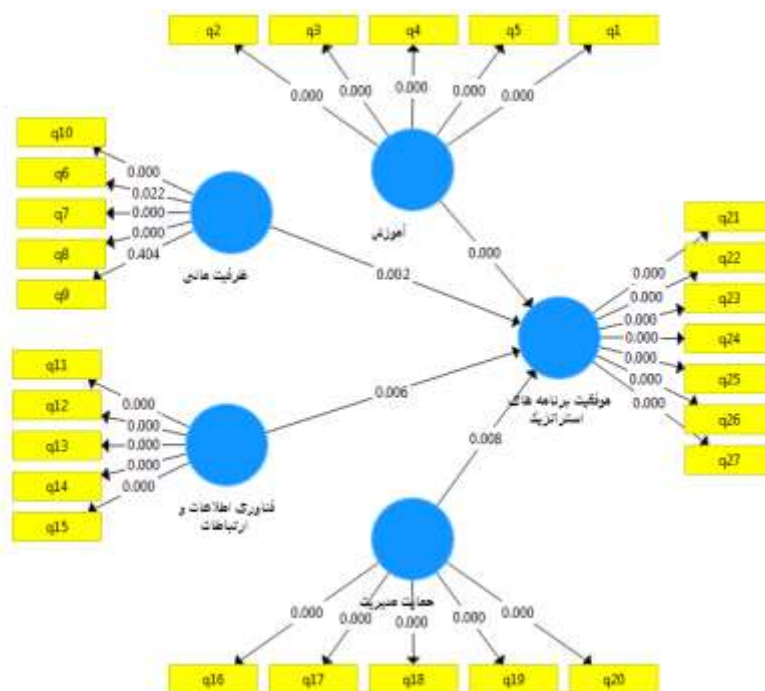 q2 q3 q4 q5 q1
0.000 0.000 0.000 0.000 0.000
آموزش
q10
q6
q7
q8
q9
0.000
0.022
0.000
0.000
0.404
ظرفیت مالی
0.002
0.000
q11
q12
q13
q14
q15
0.000
0.000
0.000
0.000
0.000
فناوری اطلاعات و
ارتباطات
0.006
0.008
موفقیت برنامه های
استراتژیک
0.000
0.000
0.000
0.000
0.000
0.000
0.000
q21
q22
q23
q24
q25
q26
q27
حمایت مدیریت
0.000 0.000 0.000 0.000 0.000
q16 q17 q18 q19 q20